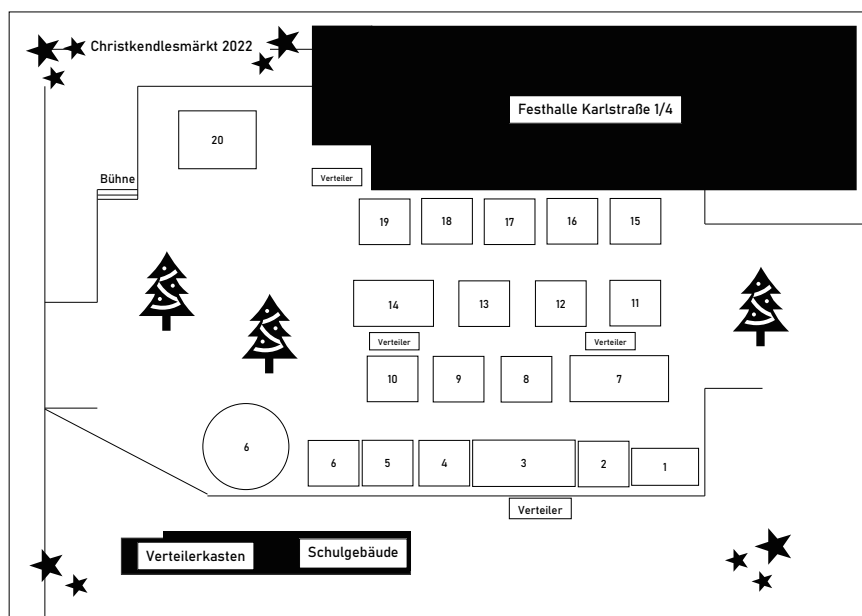 Christkendlesmärkt 2022
Festhalle Karlstraße 1/4
20
Bühne
Verteiler
19
18
17
16
15
14
13
12
11
Verteiler
Verteiler
10
9
8
7
6
6
5
4
3
2
1
Verteiler
Verteilerkasten
Schulgebäude